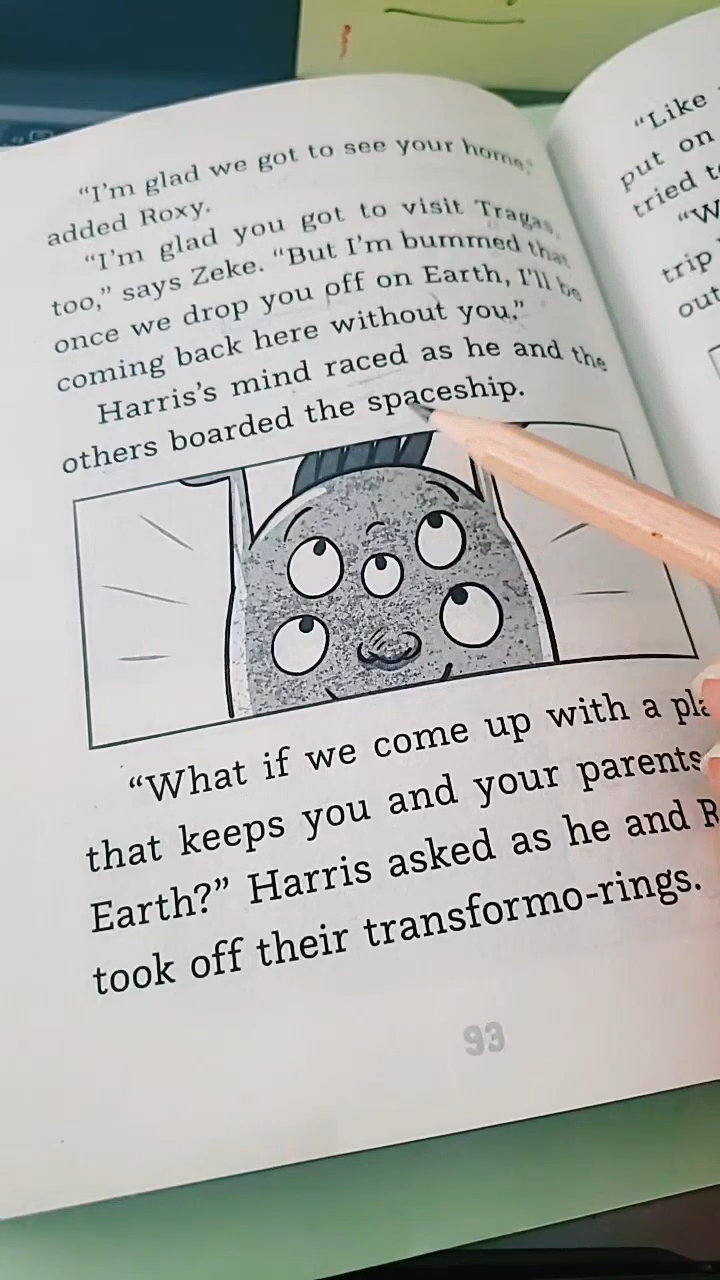 “I’m glad we got to see your home,”
added Roxy.
“I’m glad you got to visit Tragas,
too,” says Zeke. “But I’m bummed that
once we drop you off on Earth, I’ll be
coming back here without you.”
Harris’s mind raced as he and the
others boarded the spaceship.
“What if we come up with a
that keeps you and your parents
Earth?” Harris asked as he and
took off their transformo-rings.
93
“Like
put on
tried
trip